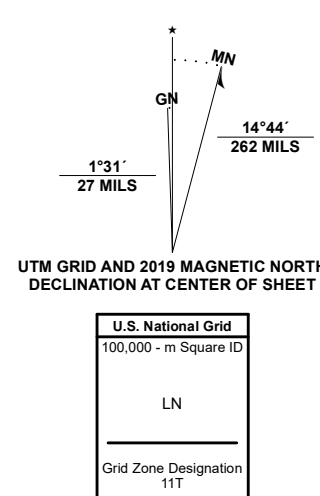 ★
MN
GN
14°44´
262 MILS
1°31´
27 MILS
UTM GRID AND 2019 MAGNETIC NORTH
DECLINATION AT CENTER OF SHEET
U.S. National Grid
100,000 - m Square ID
LN
Grid Zone Designation
11T